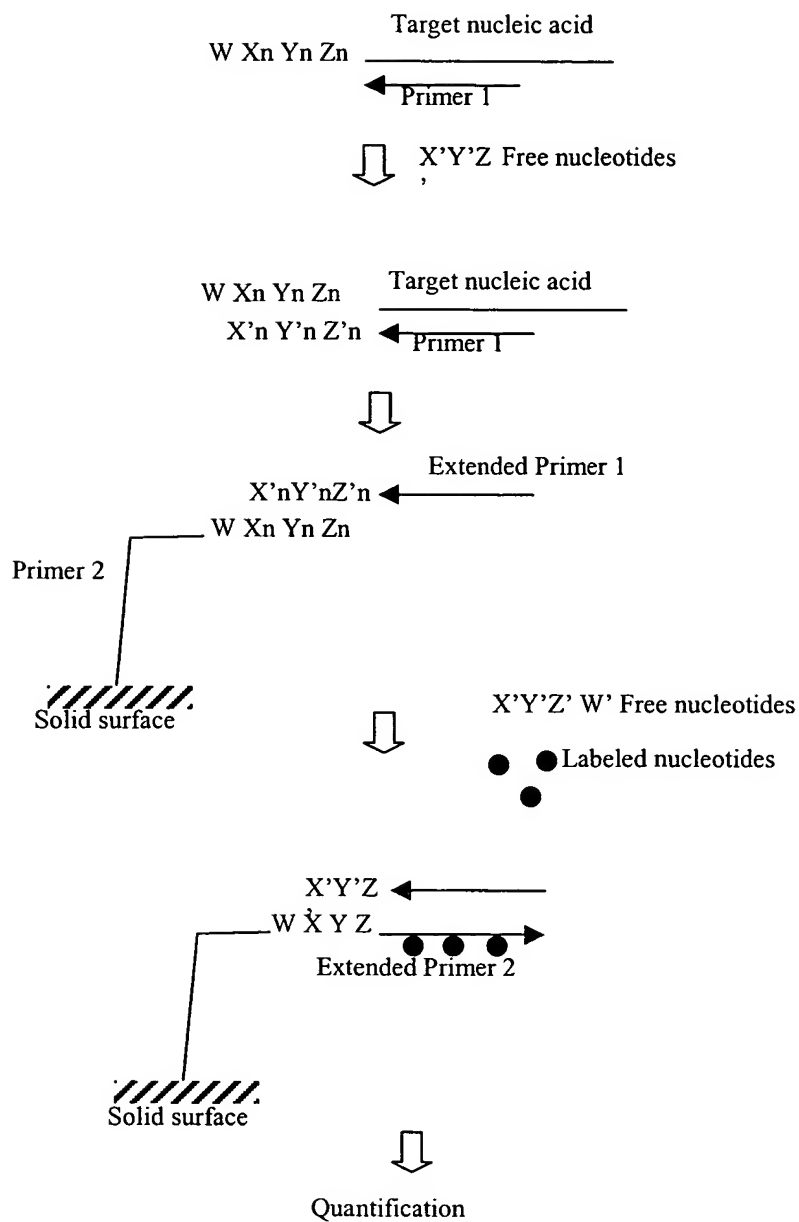 Target nucleic acid
W Xn Yn Zn
Primer 1
X'Y'Z Free nucleotides
'
W Xn Yn Zn
Target nucleic acid
X'n Y'n Z'n
Primer 1
Extended Primer 1
X'nY'nZ'n
W Xn Yn Zn
Primer 2
Solid surface
X'Y'Z' W' Free nucleotides
Labeled nucleotides
X'Y'Z
'
W X Y Z
Extended Primer 2
Solid surface
Quantification